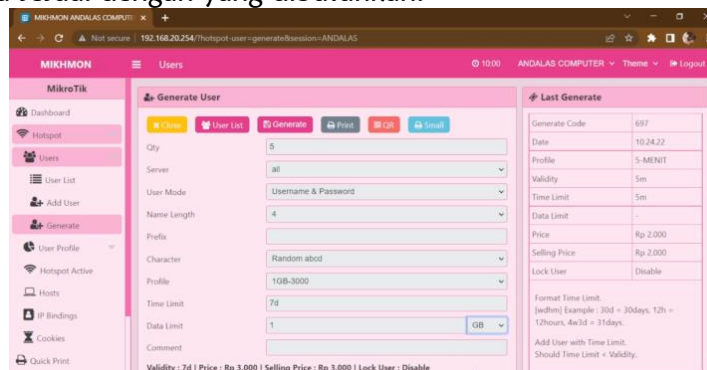 MIKHMON ANDALAS COMPUT
Not secure 192.168.20.254/?hotspot-user=generate&session=ANDALAS
MIKHMON
Users
10:00
ANDALAS COMPUTER
Theme
Logout
MikroTik
Dashboard
Hotspot
Users
User List
Add User
Generate
User Profile
Hotspot Active
Hosts
IP Bindings
Cookies
Quick Print
Generate User
Close User List Generate Print QR Small
Qty 5
Server all
User Mode Username & Password
Name Length 4
Prefix
Character Random abcd
Profile 1GB-3000
Time Limit 7d
Data Limit 1 GB
Comment
Validity : 7d | Price : Rp 3.000 | Selling Price : Rp 3.000 | Lock User : Disable
Last Generate
Generate Code 697
Date 10.24.22
Profile 5-MENIT
Validity 5m
Time Limit 5m
Data Limit -
Price Rp 2.000
Selling Price Rp 2.000
Lock User Disable
Format Time Limit.
[wdhm] Example : 30d = 30days, 12h =
12hours, 4w3d = 31days.
Add User with Time Limit.
Should Time Limit < Validity.